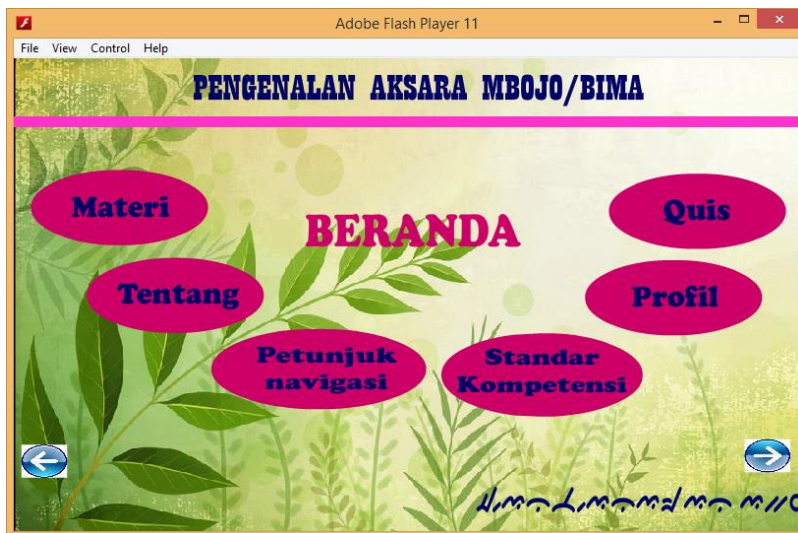 Adobe Flash Player 11
File View Control Help
PENGENALAN AKSARA MBOJO/BIMA
BERANDA
Materi
Tentang
Petunjuk
navigasi
Standar
Kompetensi
Profil
Quis